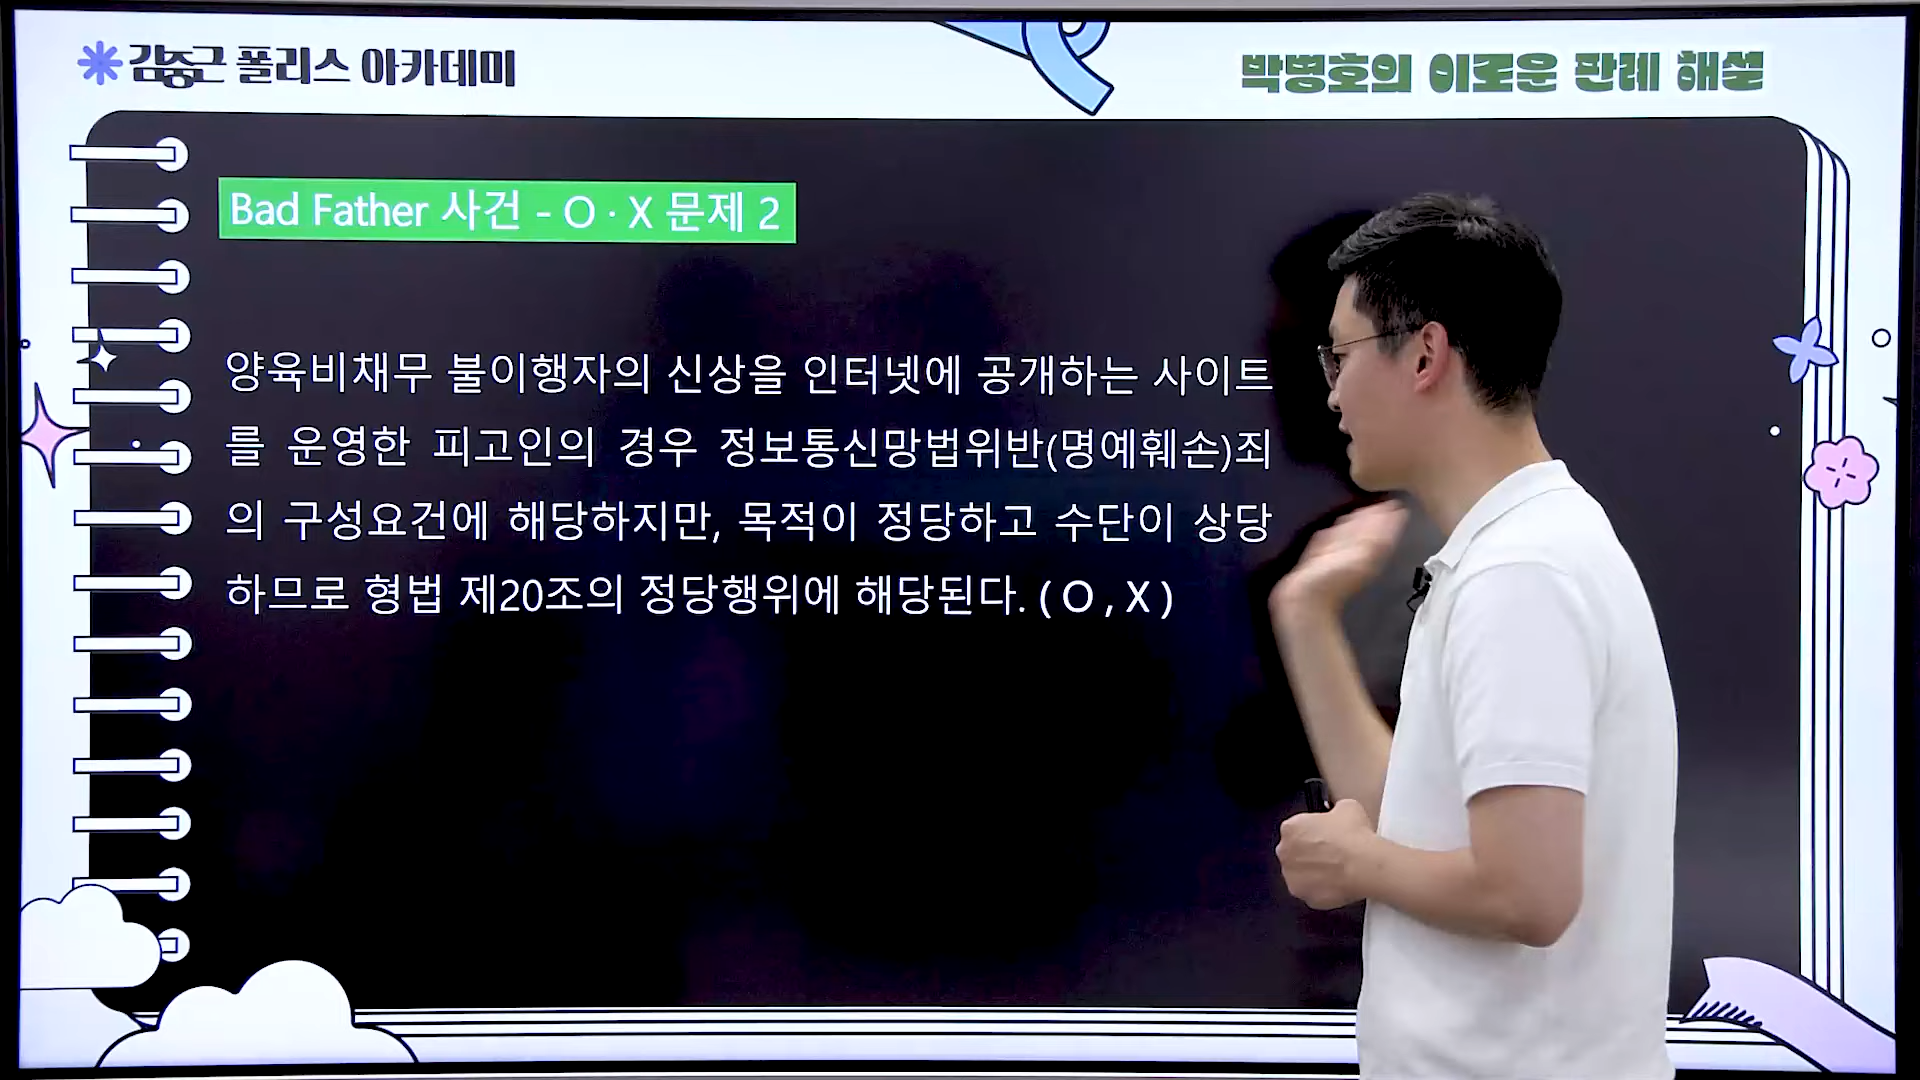 김중근 폴리스 아카데미
박병호의 이로운 판례 해설
Bad Father 사건 - O · X 문제 2
양육비채무 불이행자의 신상을 인터넷에 공개하는 사이트
를 운영한 피고인의 경우 정보통신망법위반(명예훼손)죄
의 구성요건에 해당하지만, 목적이 정당하고 수단이 상당
하므로 형법 제20조의 정당행위에 해당된다. ( O , X )